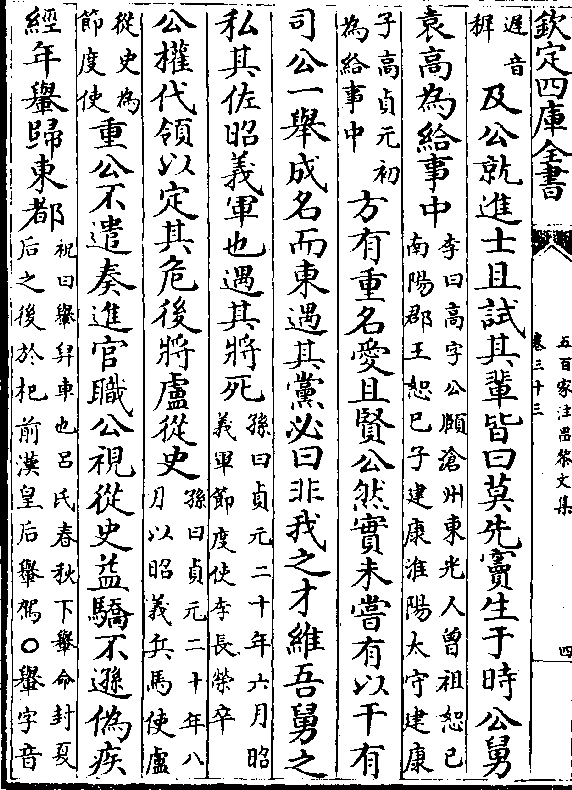 欽定四庫全書
五百家注昌黎文集
卷三十三
四
遲音
穉
及公就進士且試其輩皆曰莫先竇生于時公舅
袁高為給事中
李曰高字公頤滄州東光人曾祖恕已
南陽郡王恕已子建康淮陽太守建康
子高貞元初
為給事中
方有重名愛且賢公然實未嘗有以干有
司公一舉成名而東遇其黨必曰非我之才維吾舅之
私其佐昭義軍也遇其將死
孫曰貞元二十年六月昭
義軍節度使李長榮卒
公權代領以定其危後將盧從史
孫曰貞元二十年八
月以昭義兵馬使盧
從史為
節度使
重公不遣奏進官職公視從史益驕不遜偽疾
經年轝歸東都
祝曰轝舁車也吕氏春秋下轝命封夏
后之後於杞前漢皇后轝駕○轝字音